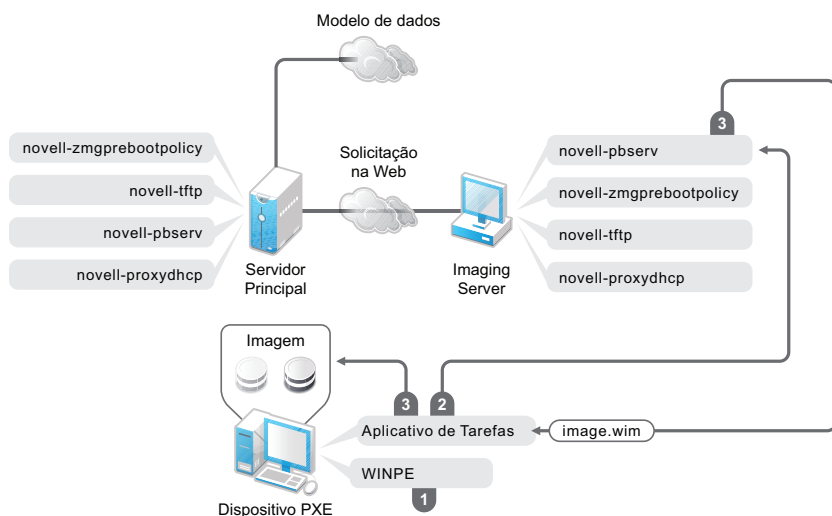 Modelo de dados
3
novell-zmgprebootpolicy
novell-tftp
novell-pbserv
novell-proxydhcp
Solicitação
na Web
novell-pbserv
novell-zmgprebootpolicy
novell-tftp
novell-proxydhcp
Servidor
Principal
Imaging
Server
Imagem
3
2
Aplicativo de Tarefas
image.wim
WINPE
1
Dispositivo PXE